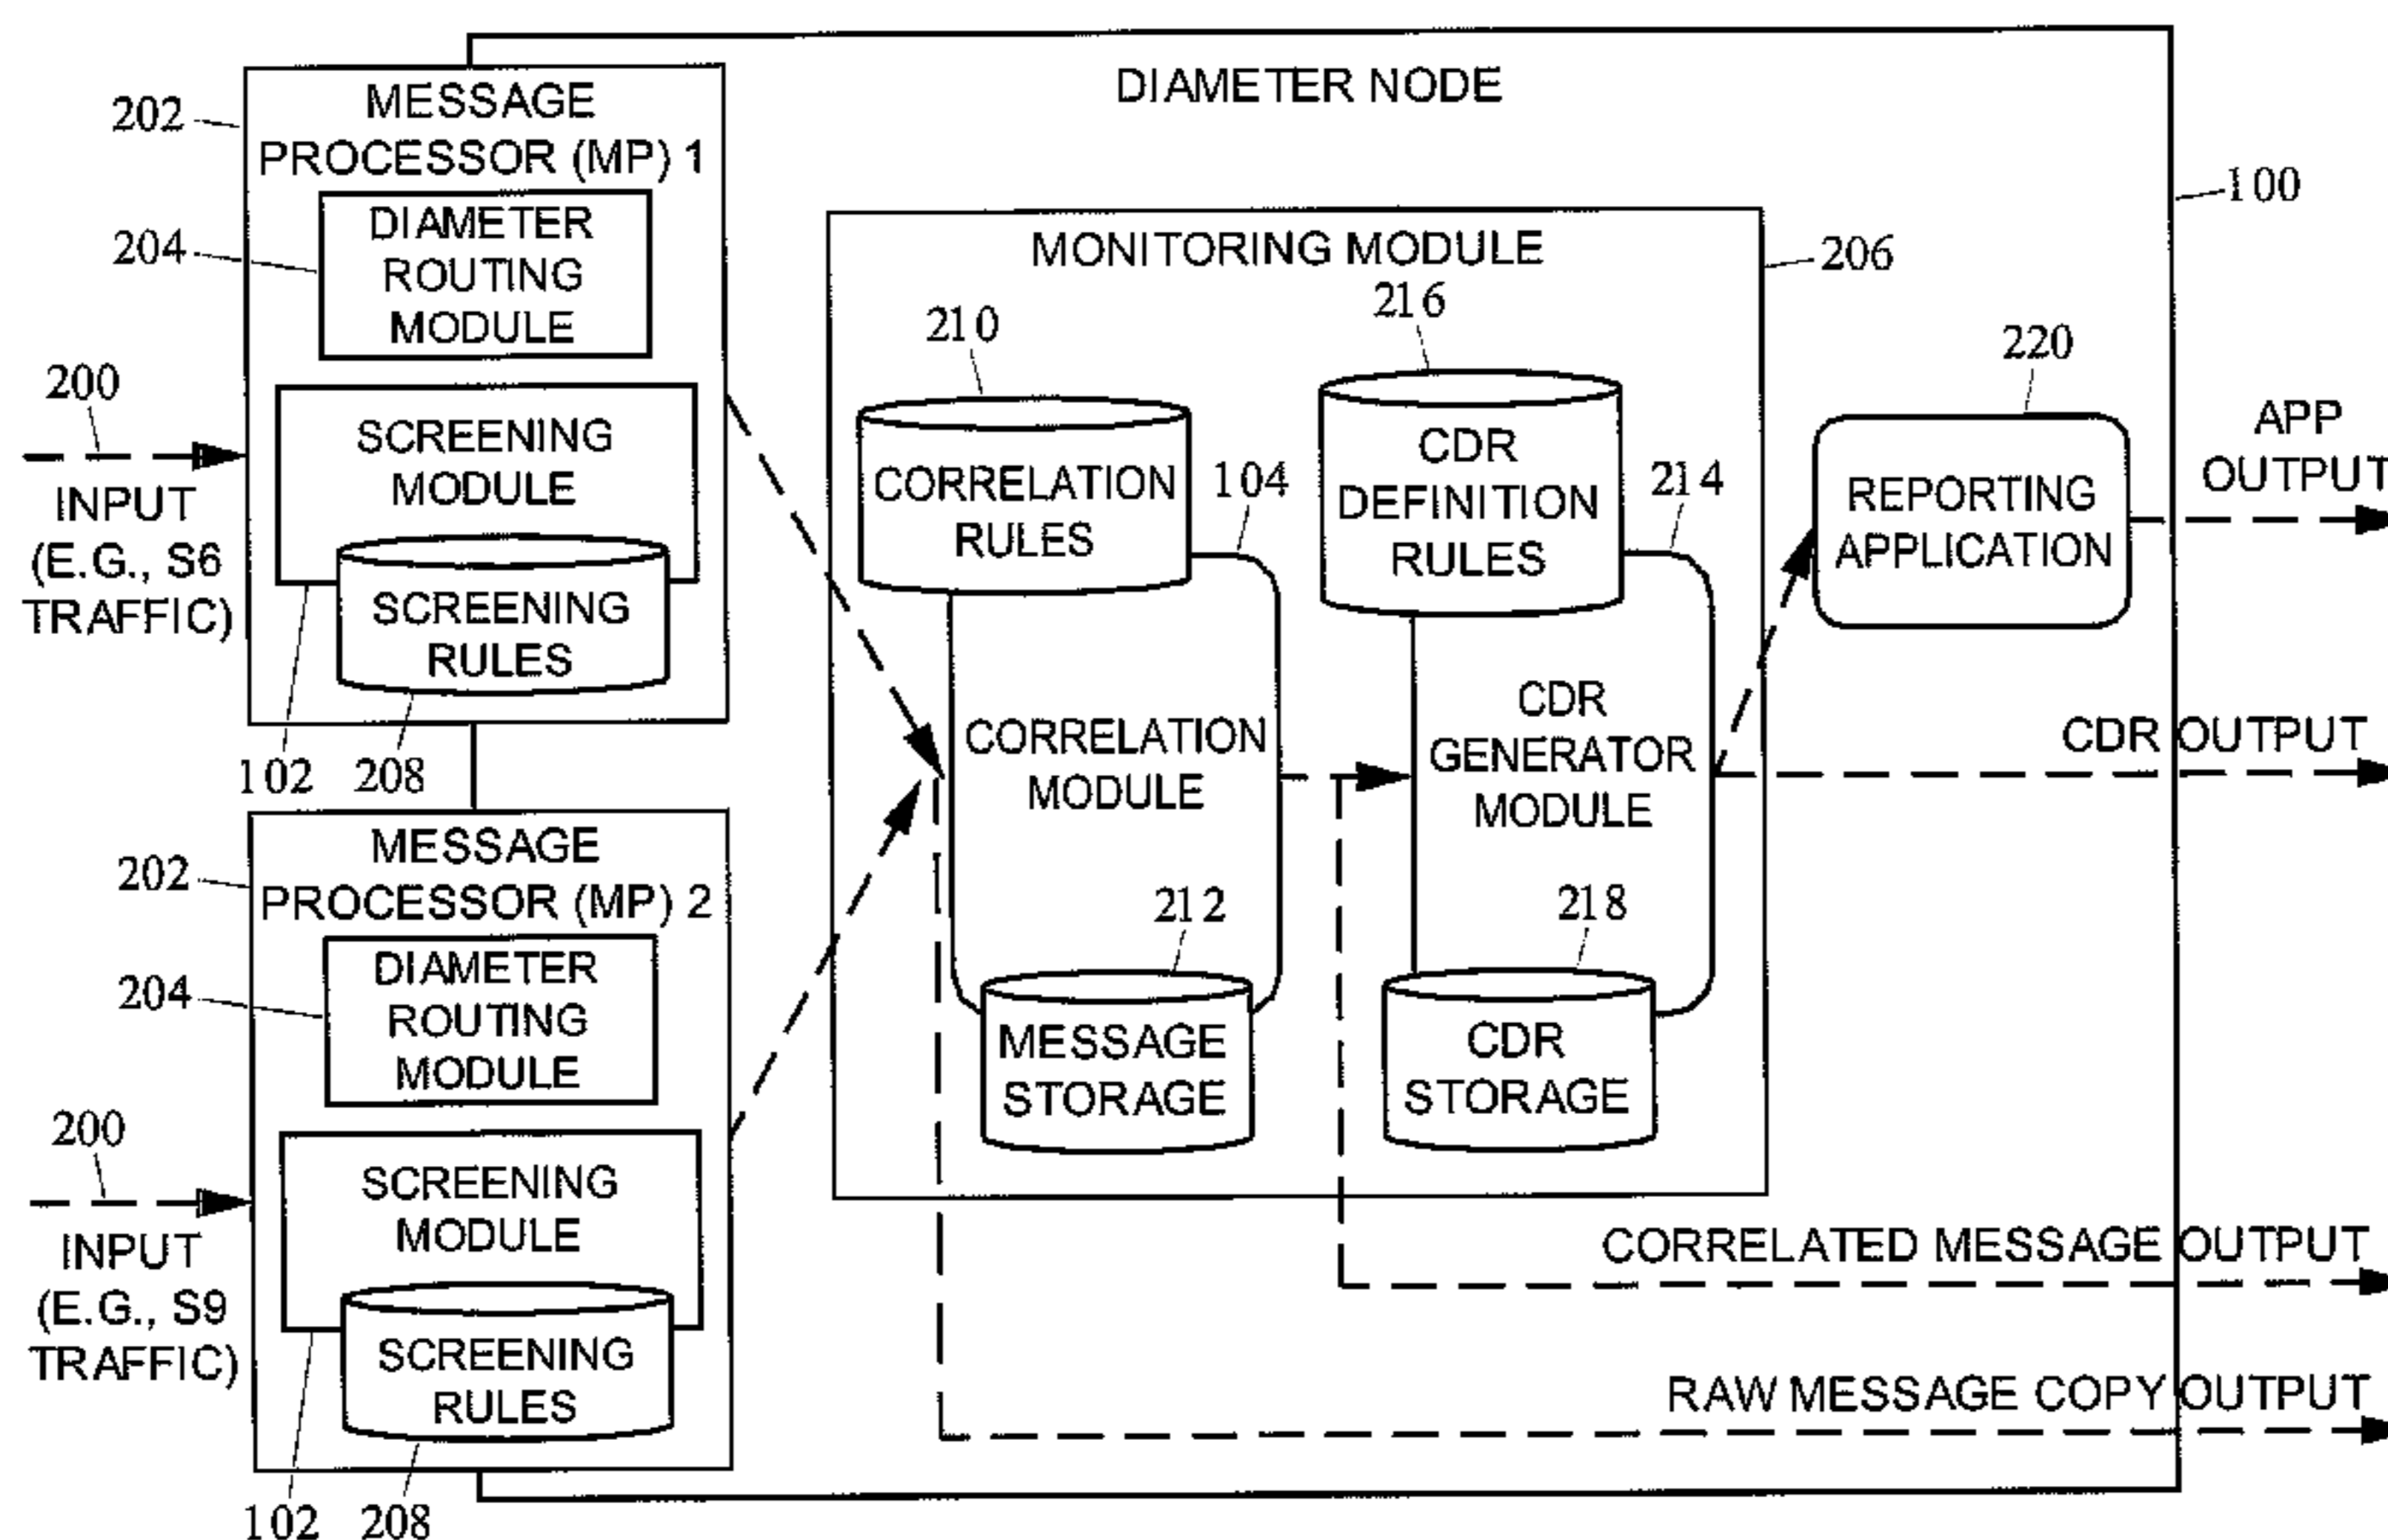 DIAMETER NODE
100
202
MESSAGE
PROCESSOR (MP) 1
204
DIAMETER
ROUTING
MODULE
200
INPUT
(E.G., S6
TRAFFIC)
SCREENING
MODULE
SCREENING
RULES
102
208
202
MESSAGE
PROCESSOR (MP) 2
204
DIAMETER
ROUTING
MODULE
200
INPUT
(E.G., S9
TRAFFIC)
SCREENING
MODULE
SCREENING
RULES
102
208
MONITORING MODULE
206
210
CORRELATION
RULES
104
CORRELATION
MODULE
212
MESSAGE
STORAGE
216
CDR
DEFINITION
RULES
214
CDR
GENERATOR
MODULE
218
CDR
STORAGE
220
REPORTING
APPLICATION
APP
OUTPUT
CDR OUTPUT
CORRELATED MESSAGE OUTPUT
RAW MESSAGE COPY OUTPUT